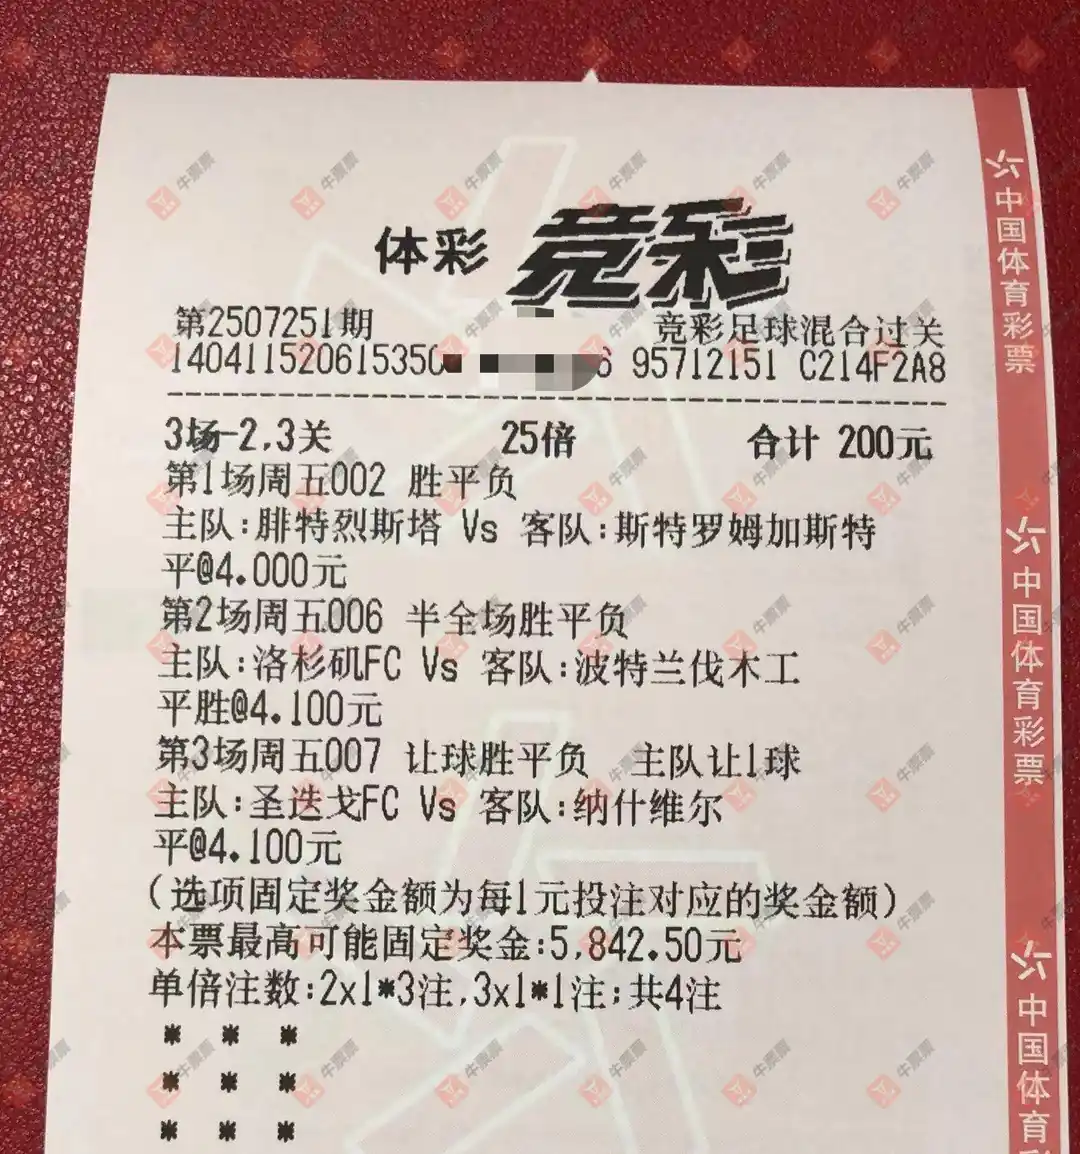 体彩 竞彩
第2507251期 竞彩足球混合过关
14041152061535 6 95712151 C214F2A8
3场-2,3关 25倍 合计 200元
第1场周五002 胜平负
主队:腓特烈斯塔 Vs 客队:斯特罗姆加斯特
平@4.000元
第2场周五006 半全场胜平负
主队:洛杉矶FC Vs 客队:波特兰伐木工
平胜@4.100元
第3场周五007 让球胜平负 主队让1球
主队:圣迭戈FC Vs 客队:纳什维尔
平@4.100元
(选项固定奖金额为每1元投注对应的奖金额)
本票最高可能固定奖金:5,842.50元
单倍注数:2x1*3注,3x1*1注;共4注
* * *
* * *
* * *
中国体育彩票
中国体育彩票
中国体育
牛票票